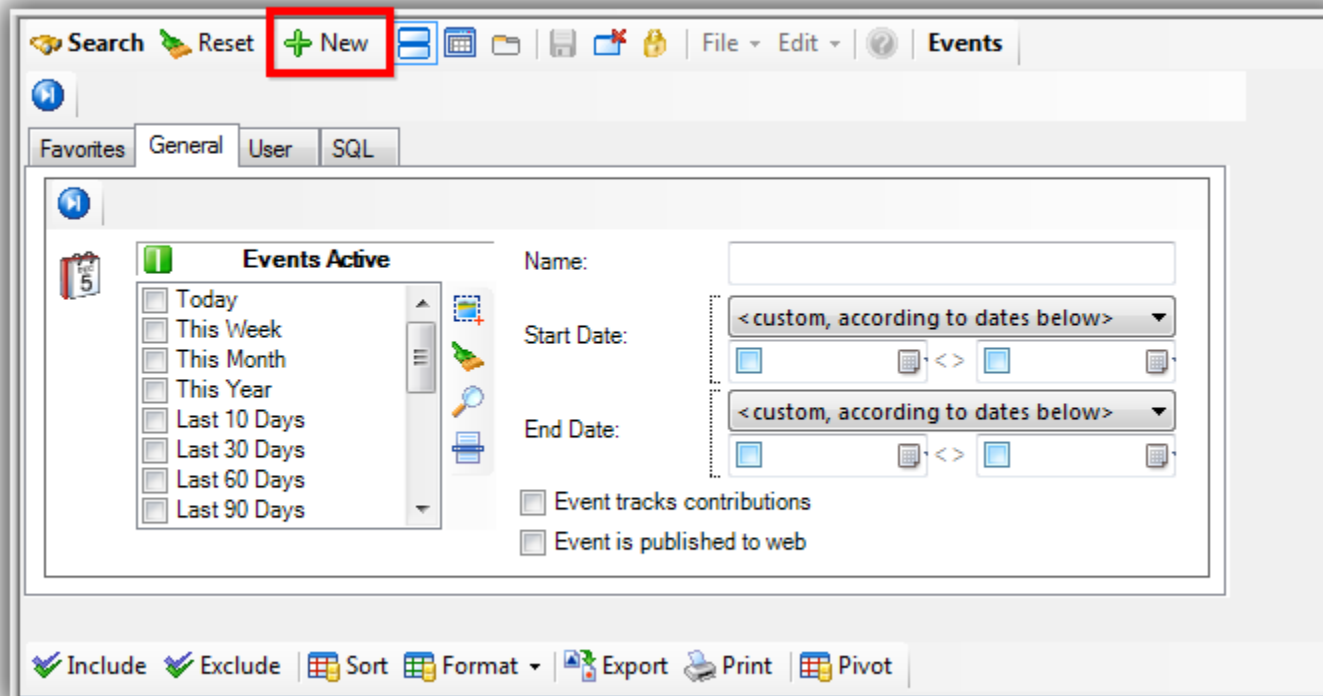 Search Reset New File Edit Events
Favorites General User SQL
Events Active
Today
This Week
This Month
This Year
Last 10 Days
Last 30 Days
Last 60 Days
Last 90 Days
Name:
Start Date:
<custom, according to dates below>
<>
End Date:
<custom, according to dates below>
<>
Event tracks contributions
Event is published to web
Include Exclude Sort Format Export Print Pivot